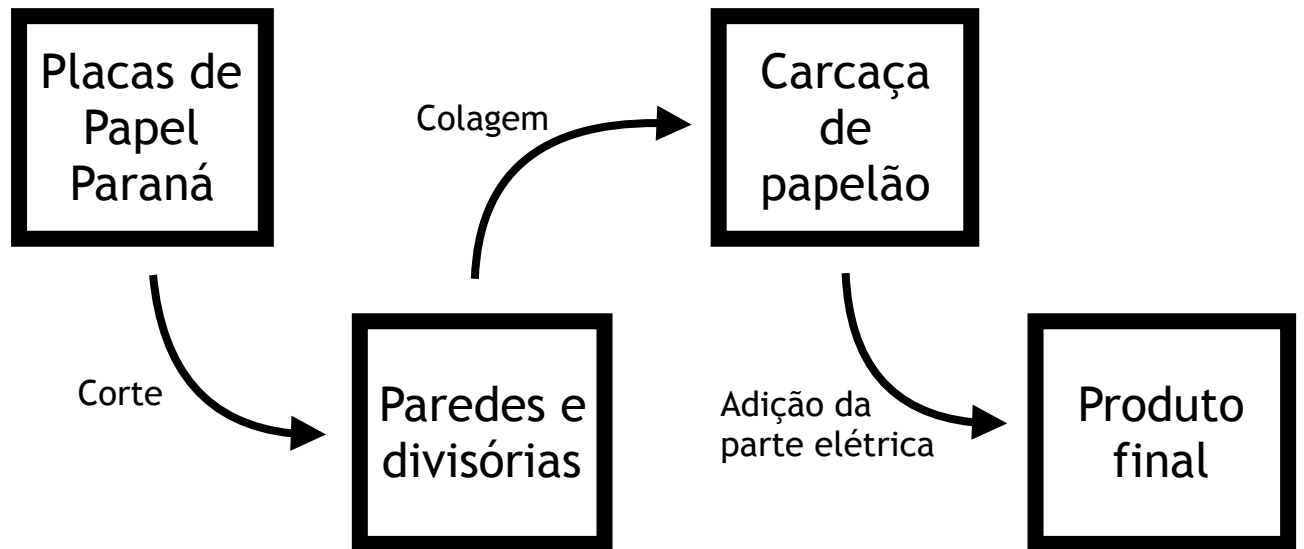 Placas de
Papel
Paraná
Corte
Paredes e
divisórias
Colagem
Carcaça
de
papelão
Adição da
parte elétrica
Produto
final